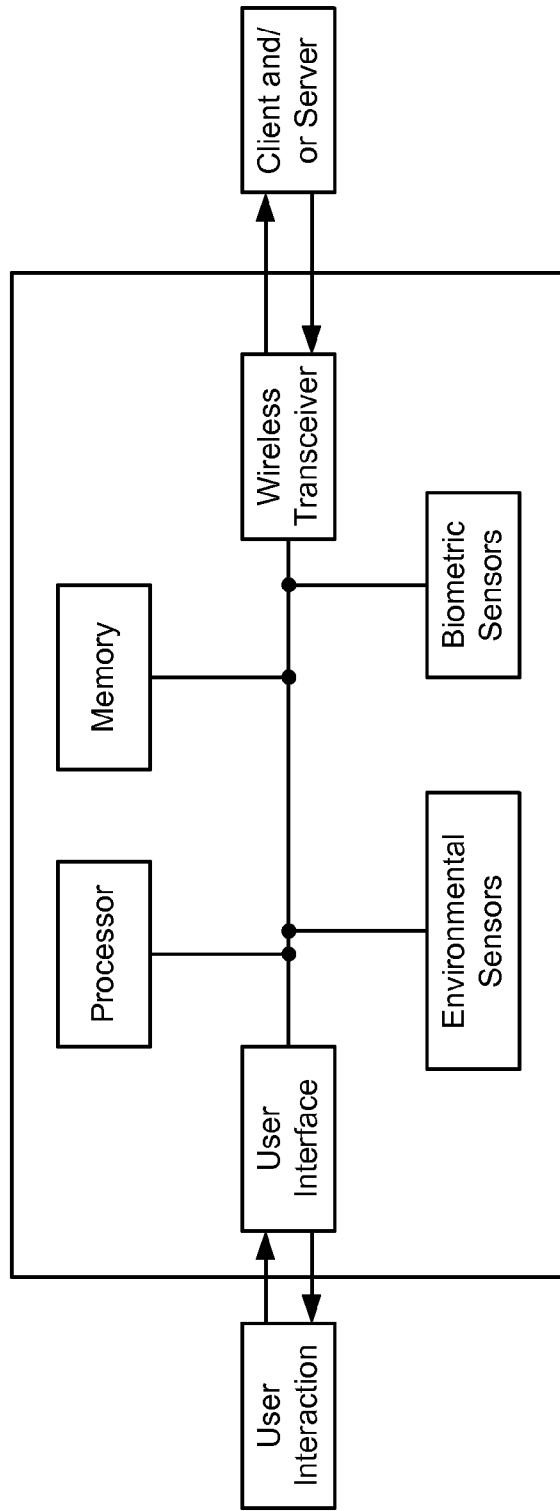 Processor
Memory
User
Interaction
User
Interface
Wireless
Transceiver
Client and/
or Server
Environmental
Sensors
Biometric
Sensors